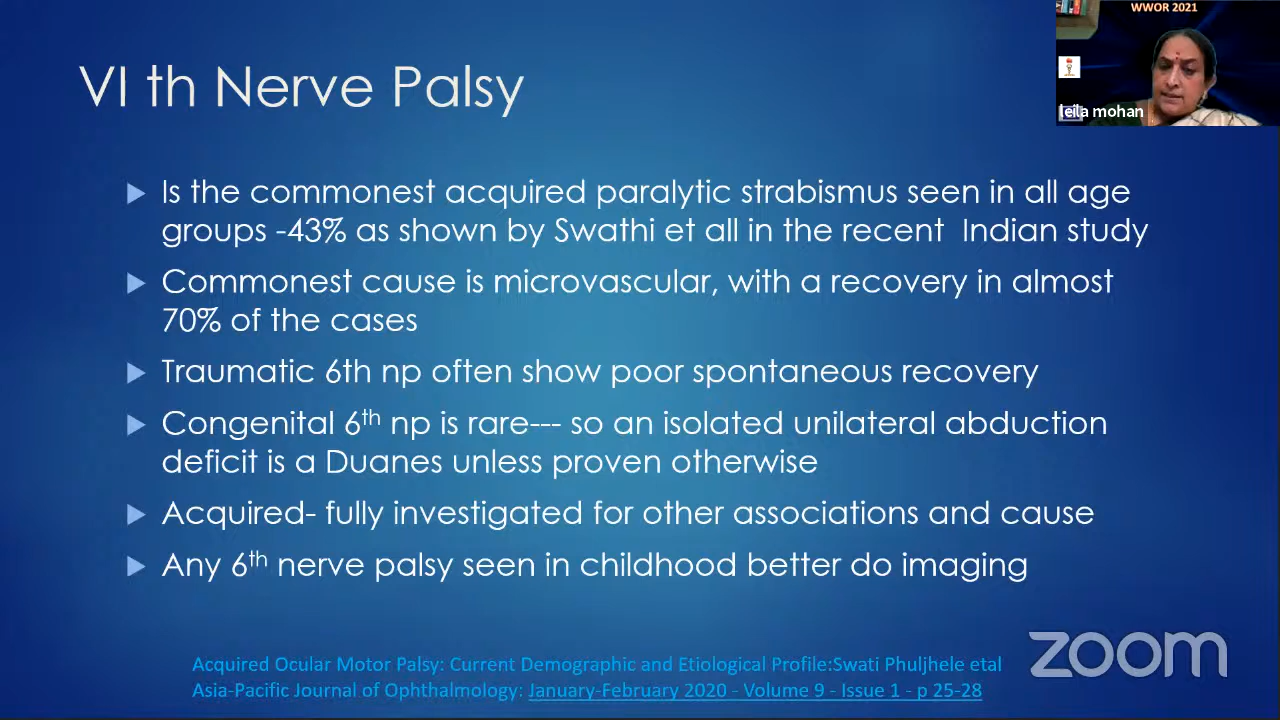 WWOR 2021
VI th Nerve Palsy
leila mohan
Is the commonest acquired paralytic strabismus seen in all age
groups -43% as shown by Swathi et all in the recent Indian study
Commonest cause is microvascular, with a recovery in almost
70% of the cases
Traumatic 6th np often show poor spontaneous recovery
Congenital 6th np is rare--- so an isolated unilateral abduction
deficit is a Duanes unless proven otherwise
Acquired- fully investigated for other associations and cause
Any 6th nerve palsy seen in childhood better do imaging
zoom
Acquired Ocular Motor Palsy: Current Demographic and Etiological Profile:Swati Phuljhele etal
Asia-Pacific Journal of Ophthalmology: January-February 2020 - Volume 9 - Issue 1 - p 25-28